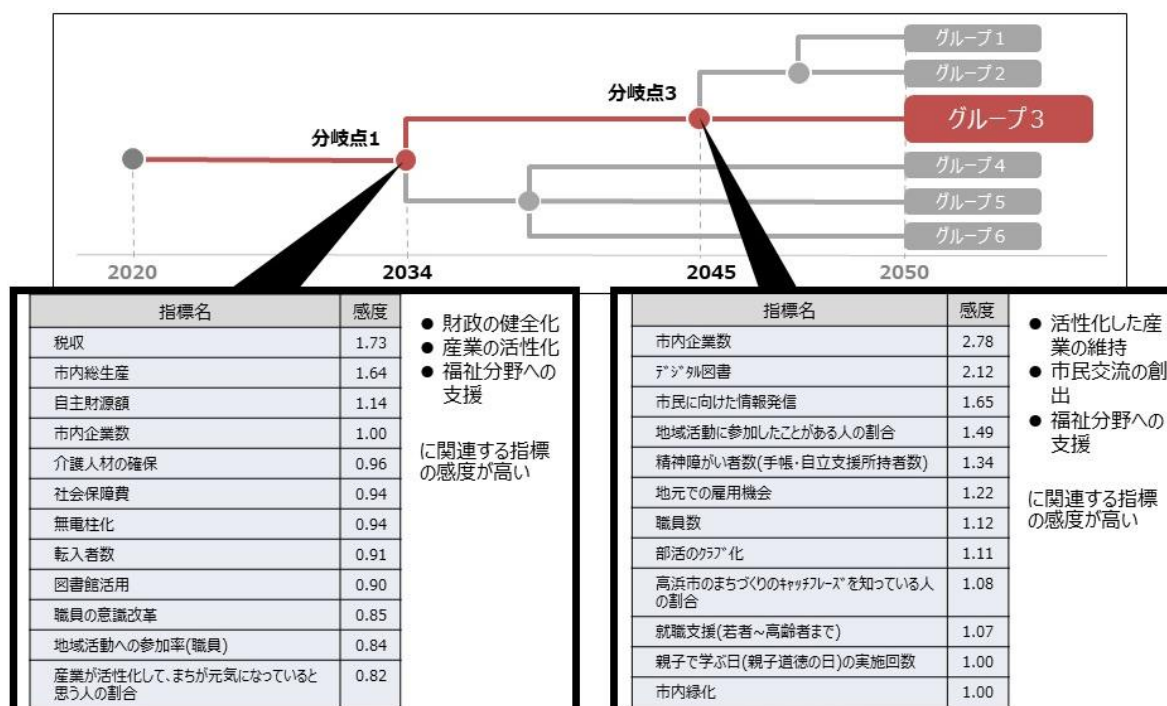 グループ1
グループ2
分岐点3
グループ3
分岐点1
グループ4
グループ5
グループ6
2020
2034
2045
2050
指標名 感度
税収 1.73
市内総生産 1.64
自主財源額 1.14
市内企業数 1.00
介護人材の確保 0.96
社会保障費 0.94
無電柱化 0.94
転入者数 0.91
図書館活用 0.90
職員の意識改革 0.85
地域活動への参加率(職員) 0.84
産業が活性化して、まちが元気になっていると
思う人の割合 0.82
● 財政の健全化
● 産業の活性化
● 福祉分野への
支援
に関連する指標
の感度が高い
指標名 感度
市内企業数 2.78
ﾃﾞｼﾞﾀﾙ図書 2.12
市民に向けた情報発信 1.65
地域活動に参加したことがある人の割合 1.49
精神障がい者数(手帳・自立支援所持者数) 1.34
地元での雇用機会 1.22
職員数 1.12
部活のｸﾗﾌﾞ化 1.11
高浜市のまちづくりのｷｬｯﾁﾌﾚｰｽﾞを知っている人
の割合 1.08
就職支援(若者~高齢者まで) 1.07
親子で学ぶ日(親子道徳の日)の実施回数 1.00
市内緑化 1.00
● 活性化した産
業の維持
● 市民交流の創
出
● 福祉分野への
支援
に関連する指標
の感度が高い